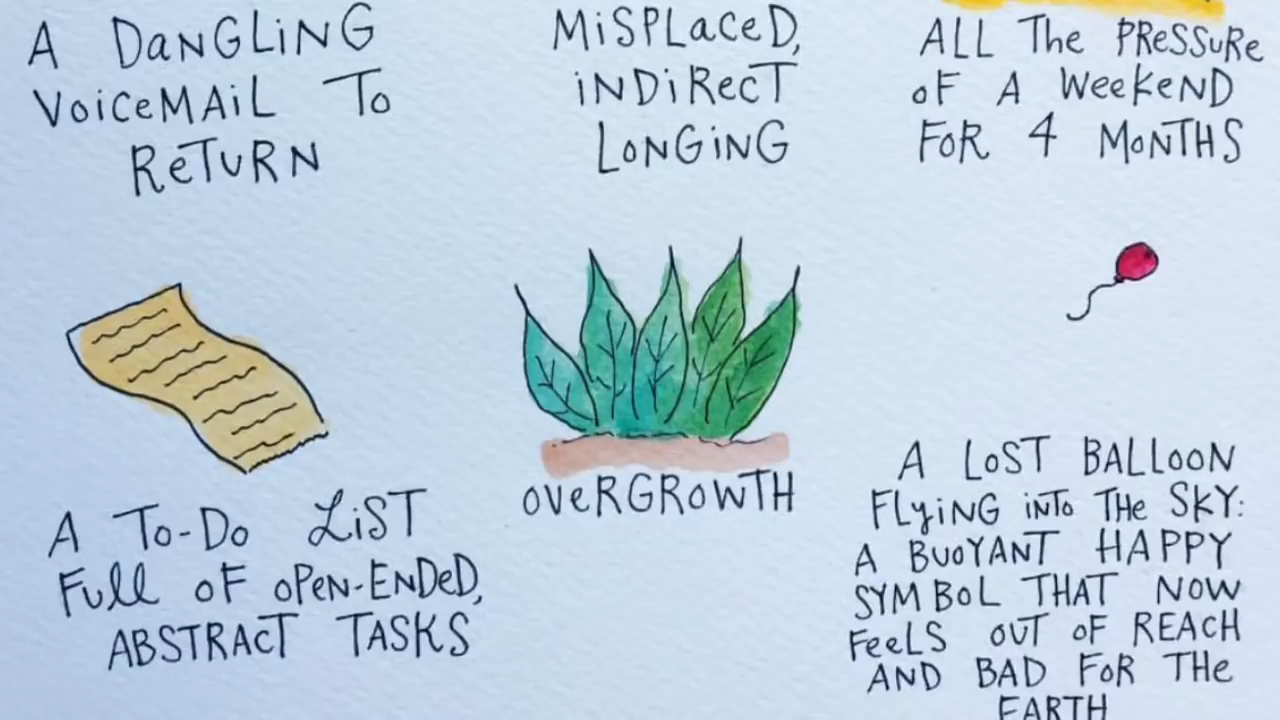 A DANGLING
VOICEMAIL TO
RETURN
MISPLACED,
INDIRECT
LONGING
ALL THE PRESSURE
OF A WEEKEND
FOR 4 MONTHS
A TO-DO LIST
FULL OF OPEN-ENDED,
ABSTRACT TASKS
OVERGROWTH
A LOST BALLOON
FLYING INTO THE SKY:
A BUOYANT HAPPY
SYMBOL THAT NOW
FEELS OUT OF REACH
AND BAD FOR THE
EARTH